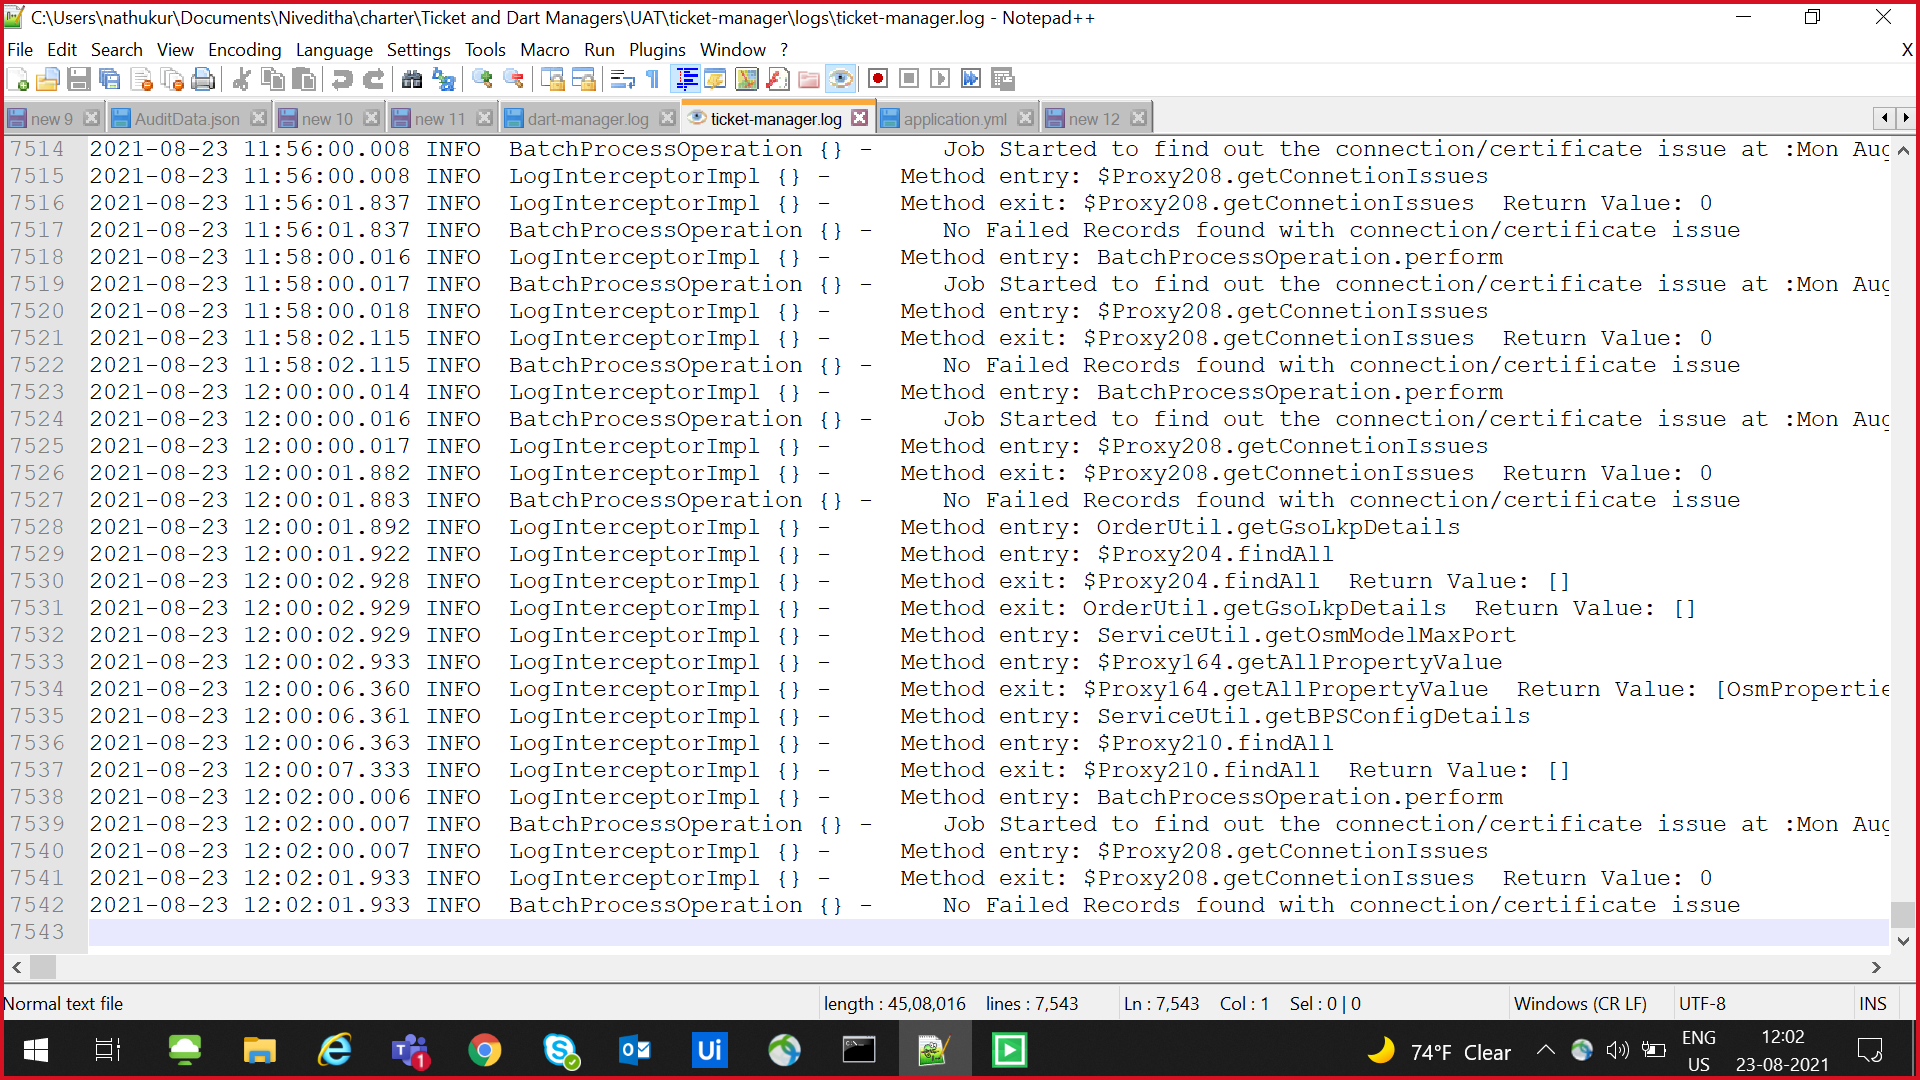 C:\Users\nathukur\Documents\Niveditha\charter\Ticket and Dart Managers\UAT\ticket-manager\logs\ticket-manager.log - Notepad++
File Edit Search View Encoding Language Settings Tools Macro Run Plugins Window ? X
new 9 AuditData.json new 10 new 11 dart-manager.log ticket-manager.log application.yml new 12
7514 2021-08-23 11:56:00.008 INFO BatchProcessOperation {} - Job Started to find out the connection/certificate issue at :Mon Aug
7515 2021-08-23 11:56:00.008 INFO LogInterceptorImpl {} - Method entry: $Proxy208.getConnetionIssues
7516 2021-08-23 11:56:01.837 INFO LogInterceptorImpl {} - Method exit: $Proxy208.getConnetionIssues Return Value: 0
7517 2021-08-23 11:56:01.837 INFO BatchProcessOperation {} - No Failed Records found with connection/certificate issue
7518 2021-08-23 11:58:00.016 INFO LogInterceptorImpl {} - Method entry: BatchProcessOperation.perform
7519 2021-08-23 11:58:00.017 INFO BatchProcessOperation {} - Job Started to find out the connection/certificate issue at :Mon Aug
7520 2021-08-23 11:58:00.018 INFO LogInterceptorImpl {} - Method entry: $Proxy208.getConnetionIssues
7521 2021-08-23 11:58:02.115 INFO LogInterceptorImpl {} - Method exit: $Proxy208.getConnetionIssues Return Value: 0
7522 2021-08-23 11:58:02.115 INFO BatchProcessOperation {} - No Failed Records found with connection/certificate issue
7523 2021-08-23 12:00:00.014 INFO LogInterceptorImpl {} - Method entry: BatchProcessOperation.perform
7524 2021-08-23 12:00:00.016 INFO BatchProcessOperation {} - Job Started to find out the connection/certificate issue at :Mon Aug
7525 2021-08-23 12:00:00.017 INFO LogInterceptorImpl {} - Method entry: $Proxy208.getConnetionIssues
7526 2021-08-23 12:00:01.882 INFO LogInterceptorImpl {} - Method exit: $Proxy208.getConnetionIssues Return Value: 0
7527 2021-08-23 12:00:01.883 INFO BatchProcessOperation {} - No Failed Records found with connection/certificate issue
7528 2021-08-23 12:00:01.892 INFO LogInterceptorImpl {} - Method entry: OrderUtil.getGsoLkpDetails
7529 2021-08-23 12:00:01.922 INFO LogInterceptorImpl {} - Method entry: $Proxy204.findAll
7530 2021-08-23 12:00:02.928 INFO LogInterceptorImpl {} - Method exit: $Proxy204.findAll Return Value: []
7531 2021-08-23 12:00:02.929 INFO LogInterceptorImpl {} - Method exit: OrderUtil.getGsoLkpDetails Return Value: []
7532 2021-08-23 12:00:02.929 INFO LogInterceptorImpl {} - Method entry: ServiceUtil.getOsmModelMaxPort
7533 2021-08-23 12:00:02.933 INFO LogInterceptorImpl {} - Method entry: $Proxy164.getAllPropertyValue
7534 2021-08-23 12:00:06.360 INFO LogInterceptorImpl {} - Method exit: $Proxy164.getAllPropertyValue Return Value: [OsmPropertie
7535 2021-08-23 12:00:06.361 INFO LogInterceptorImpl {} - Method entry: ServiceUtil.getBPSConfigDetails
7536 2021-08-23 12:00:06.363 INFO LogInterceptorImpl {} - Method entry: $Proxy210.findAll
7537 2021-08-23 12:00:07.333 INFO LogInterceptorImpl {} - Method exit: $Proxy210.findAll Return Value: []
7538 2021-08-23 12:02:00.006 INFO LogInterceptorImpl {} - Method entry: BatchProcessOperation.perform
7539 2021-08-23 12:02:00.007 INFO BatchProcessOperation {} - Job Started to find out the connection/certificate issue at :Mon Aug
7540 2021-08-23 12:02:00.007 INFO LogInterceptorImpl {} - Method entry: $Proxy208.getConnetionIssues
7541 2021-08-23 12:02:01.933 INFO LogInterceptorImpl {} - Method exit: $Proxy208.getConnetionIssues Return Value: 0
7542 2021-08-23 12:02:01.933 INFO BatchProcessOperation {} - No Failed Records found with connection/certificate issue
7543
Normal text file length : 45,08,016 lines : 7,543 Ln : 7,543 Col : 1 Sel : 0 | 0 Windows (CR LF) UTF-8 INS
74°F Clear ENG 12:02
US 23-08-2021